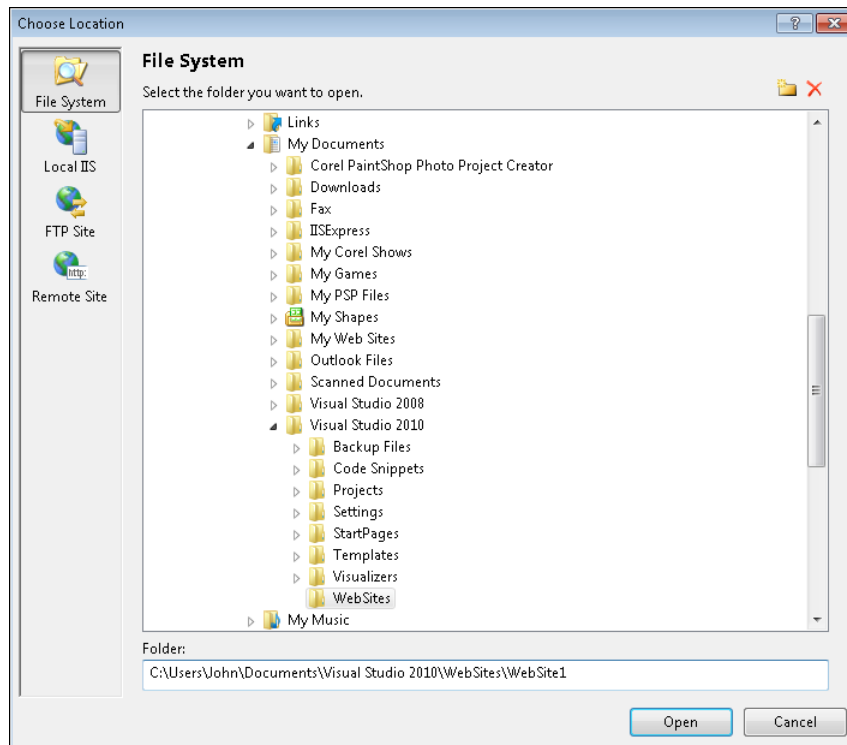 Choose Location
File System
Local IIS
FTP Site
http:
Remote Site
File System
Select the folder you want to open.
Links
My Documents
Corel PaintShop Photo Project Creator
Downloads
Fax
IISExpress
My Corel Shows
My Games
My PSP Files
My Shapes
My Web Sites
Outlook Files
Scanned Documents
Visual Studio 2008
Visual Studio 2010
Backup Files
Code Snippets
Projects
Settings
StartPages
Templates
Visualizers
WebSites
My Music
Folder:
C:\Users\John\Documents\Visual Studio 2010\WebSites\WebSite1
Open Cancel